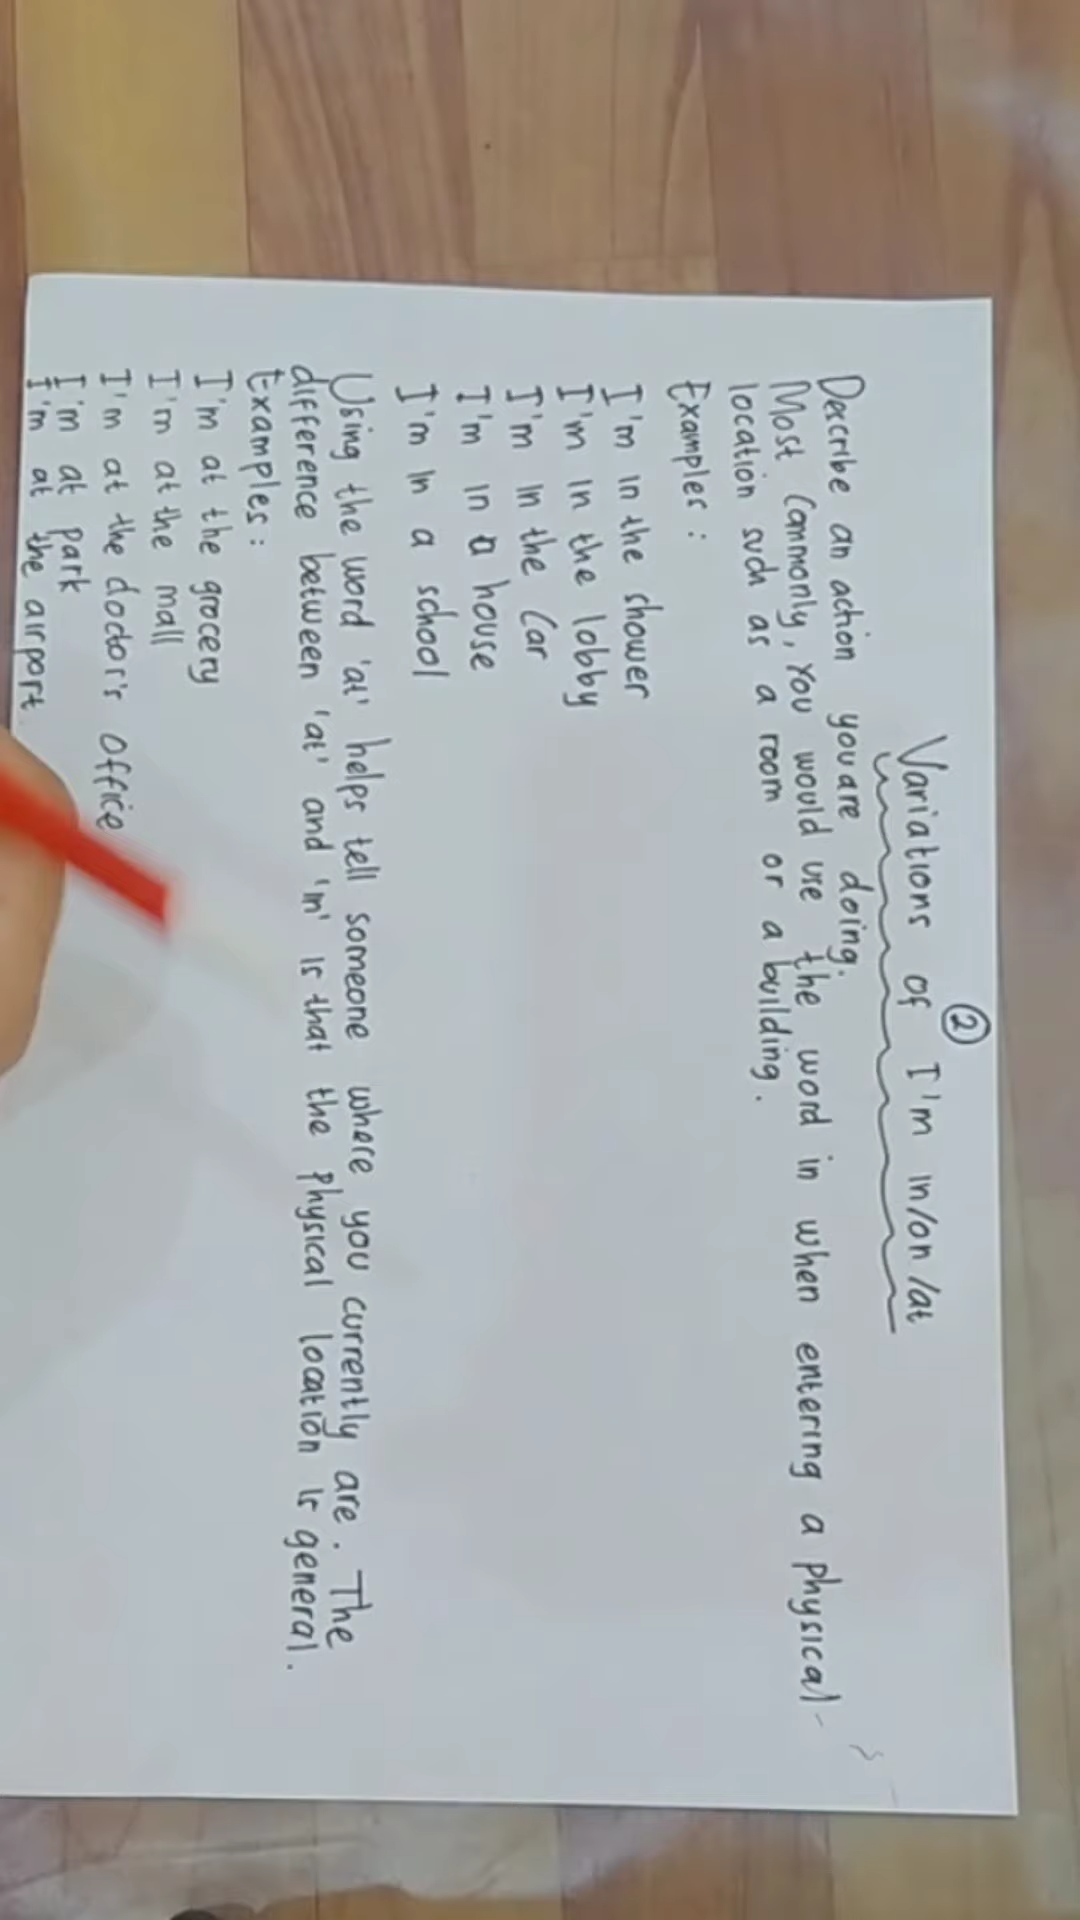 ②
Variations of I'm in/on/at
Describe an action you are doing.
Most commonly, you would use the word in when entering a physical-
location such as a room or a building.
Examples:
I'm in the shower
I'm in the lobby
I'm in the car
I'm in a house
I'm in a school
Using the word 'at' helps tell someone where you currently are. The
difference between 'at' and 'in' is that the physical location is general.
Examples:
I'm at the grocery
I'm at the mall
I'm at the doctor's office
I'm at park
I'm at the airport